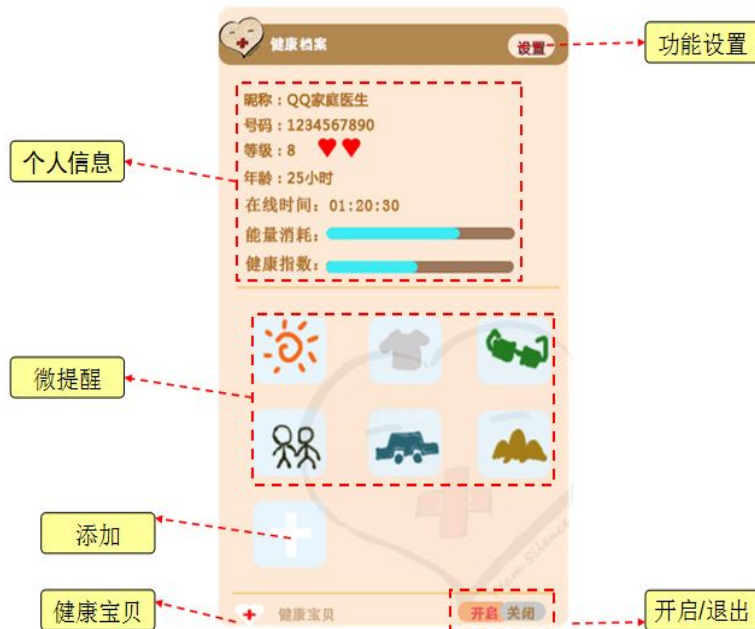 健康档案
设置
功能设置
昵称：QQ家庭医生
号码：1234567890
等级：8
年龄：25小时
在线时间：01:20:30
能量消耗：
健康指数：
个人信息
微提醒
添加
健康宝贝
健康宝贝
开启 关闭
开启/退出